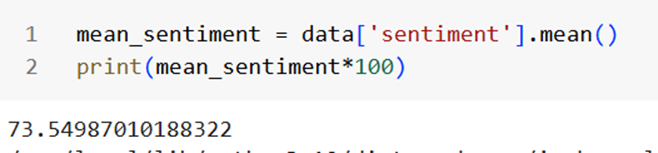 1 mean_sentiment = data['sentiment'].mean()
2 print(mean_sentiment*100)
73.54987010188322